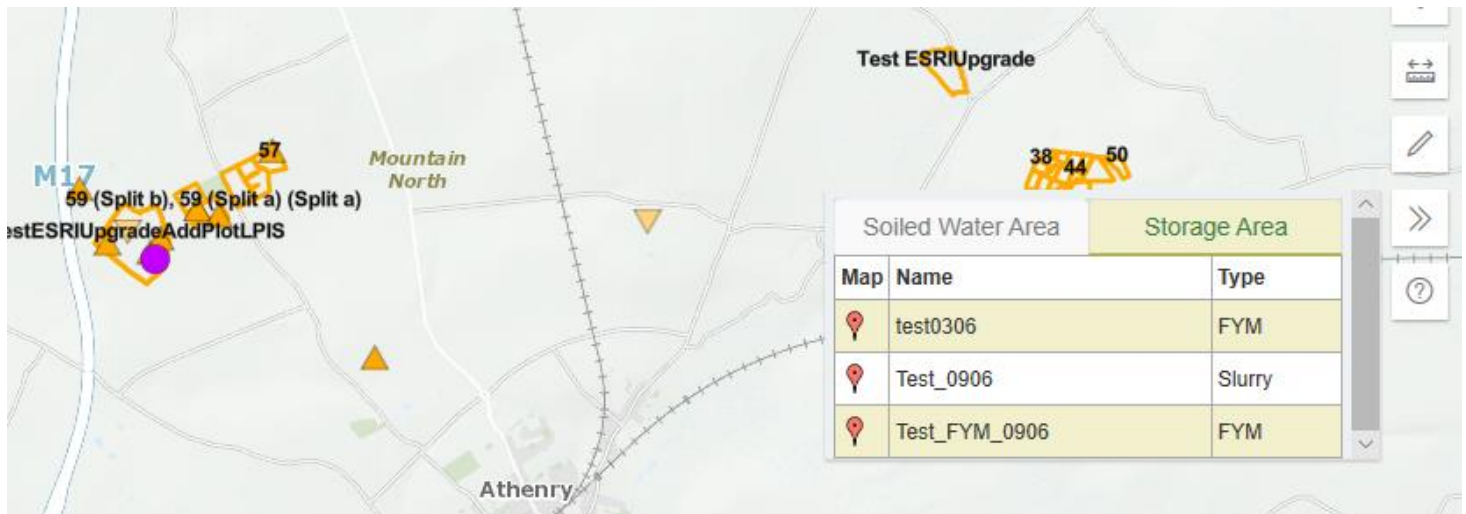 Test ESRIUpgrade
57
Mountain
North
38
44
50
M17
59 (Split b), 59 (Split a) (Split a)
estESRIUpgradeAddPlotLPIS
Athenry
Soiled Water Area Storage Area
Map Name Type
test0306 FYM
Test_0906 Slurry
Test_FYM_0906 FYM